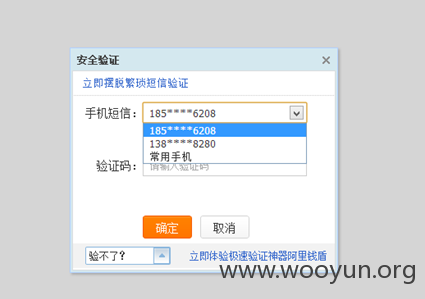 安全验证
立即摆脱繁琐短信验证
手机短信： 185****6208
185****6208
138****8280
常用手机
验证码： 请输入验证码
确定 取消
验不了? 立即体验极速验证神器阿里钱盾
www.wooyun.org